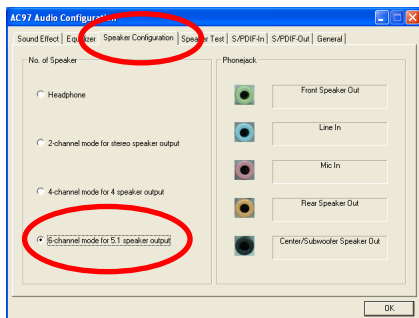 AC97 Audio Configuration
Sound Effect Equalizer Speaker Configuration Speaker Test S/PDIF-In S/PDIF-Out General
No. of Speaker
Phonejack
Headphone
Front Speaker Out
Line In
2-channel mode for stereo speaker output
Mic In
4-channel mode for 4 speaker output
Rear Speaker Out
6-channel mode for 5.1 speaker output
Center/Subwoofer Speaker Out
OK